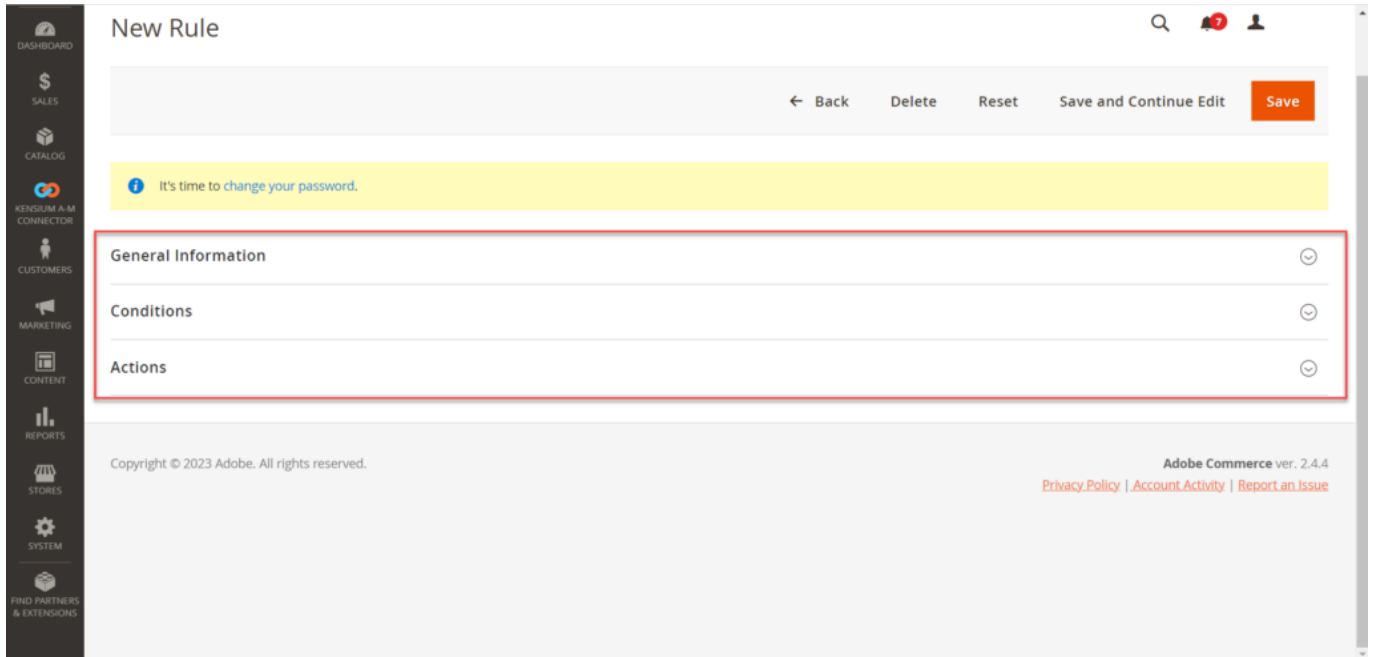 New Rule
7
DASHBOARD
SALES
CATALOG
KENSIUM A-M
CONNECTOR
CUSTOMERS
MARKETING
CONTENT
REPORTS
STORES
SYSTEM
FIND PARTNERS
& EXTENSIONS
← Back Delete Reset Save and Continue Edit Save
It's time to change your password.
General Information
Conditions
Actions
Copyright © 2023 Adobe. All rights reserved.
Adobe Commerce ver. 2.4.4
Privacy Policy | Account Activity | Report an Issue